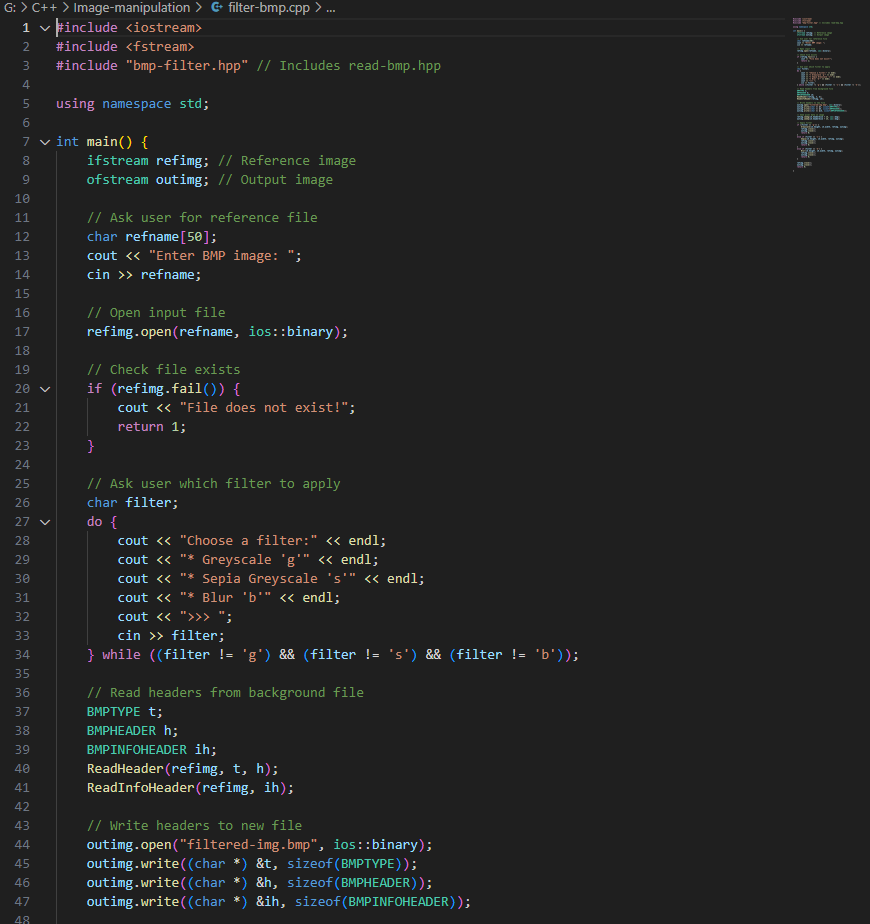 G: > C++ > Image-manipulation > filter-bmp.cpp > ...
1 #include <iostream>
2 #include <fstream>
3 #include "bmp-filter.hpp" // Includes read-bmp.hpp
4
5 using namespace std;
6
7 int main() {
8     ifstream refimg; // Reference image
9     ofstream outimg; // Output image
10
11     // Ask user for reference file
12     char refname[50];
13     cout << "Enter BMP image: ";
14     cin >> refname;
15
16     // Open input file
17     refimg.open(refname, ios::binary);
18
19     // Check file exists
20     if (refimg.fail()) {
21         cout << "File does not exist!";
22         return 1;
23     }
24
25     // Ask user which filter to apply
26     char filter;
27     do {
28         cout << "Choose a filter:" << endl;
29         cout << "* Greyscale 'g'" << endl;
30         cout << "* Sepia Greyscale 's'" << endl;
31         cout << "* Blur 'b'" << endl;
32         cout << ">>> ";
33         cin >> filter;
34     } while ((filter != 'g') && (filter != 's') && (filter != 'b'));
35
36     // Read headers from background file
37     BMPTYPE t;
38     BMPHEADER h;
39     BMPINFOHEADER ih;
40     ReadHeader(refimg, t, h);
41     ReadInfoHeader(refimg, ih);
42
43     // Write headers to new file
44     outimg.open("filtered-img.bmp", ios::binary);
45     outimg.write((char *) &t, sizeof(BMPTYPE));
46     outimg.write((char *) &h, sizeof(BMPHEADER));
47     outimg.write((char *) &ih, sizeof(BMPINFOHEADER));
48